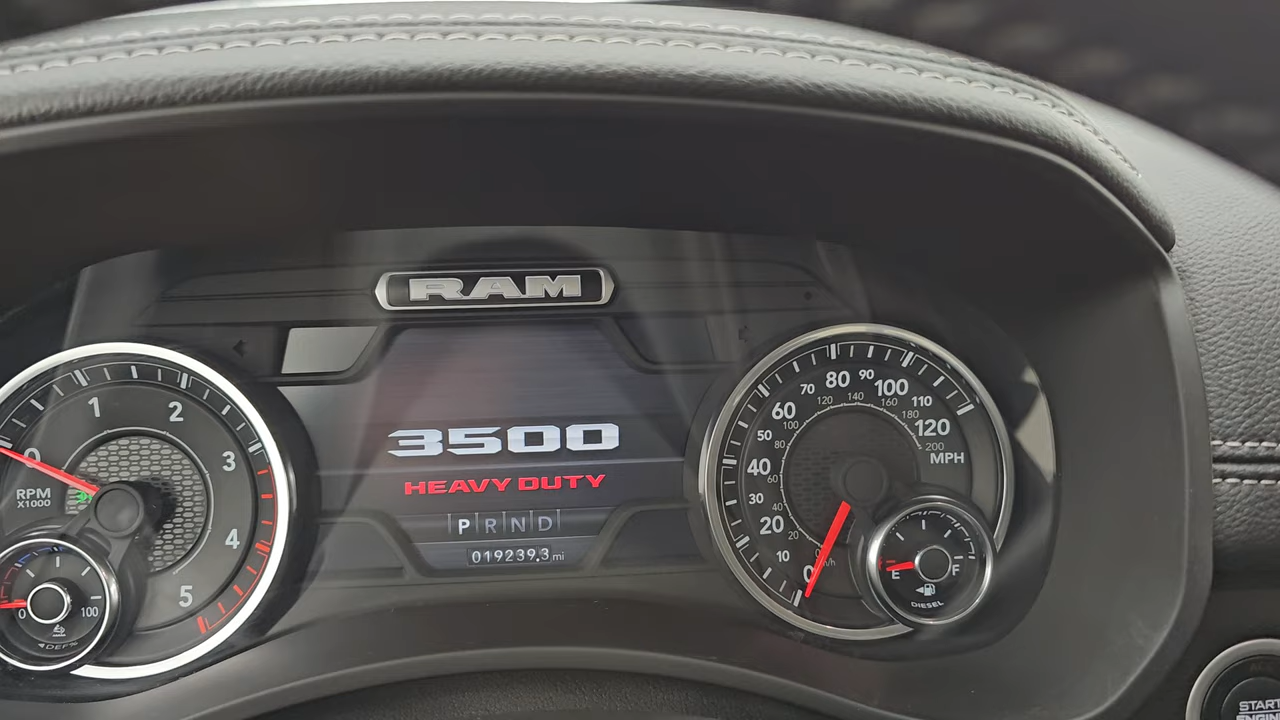 RAM
3500
HEAVY DUTY
P R N D
019239.3 mi
0 1 2 3 4 5
RPM
X1000
0 100
DEF
0 10 20 30 40 50 60 70 80 90 100 110 120
MPH
20 60 80 100 120 140 160 180 200
E F
DIESEL
START
ENGINE